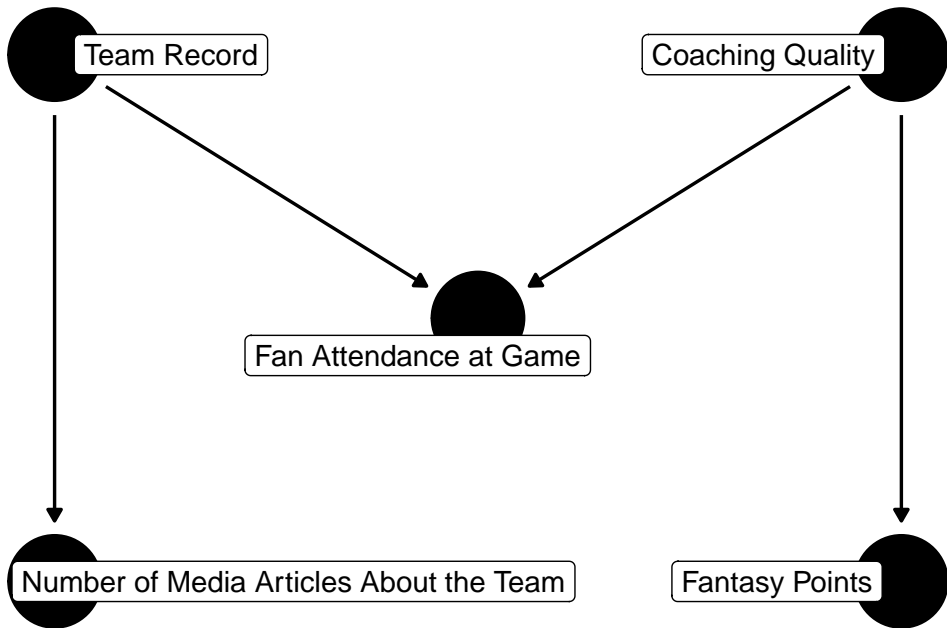 Team Record
Coaching Quality
Fan Attendance at Game
Number of Media Articles About the Team
Fantasy Points